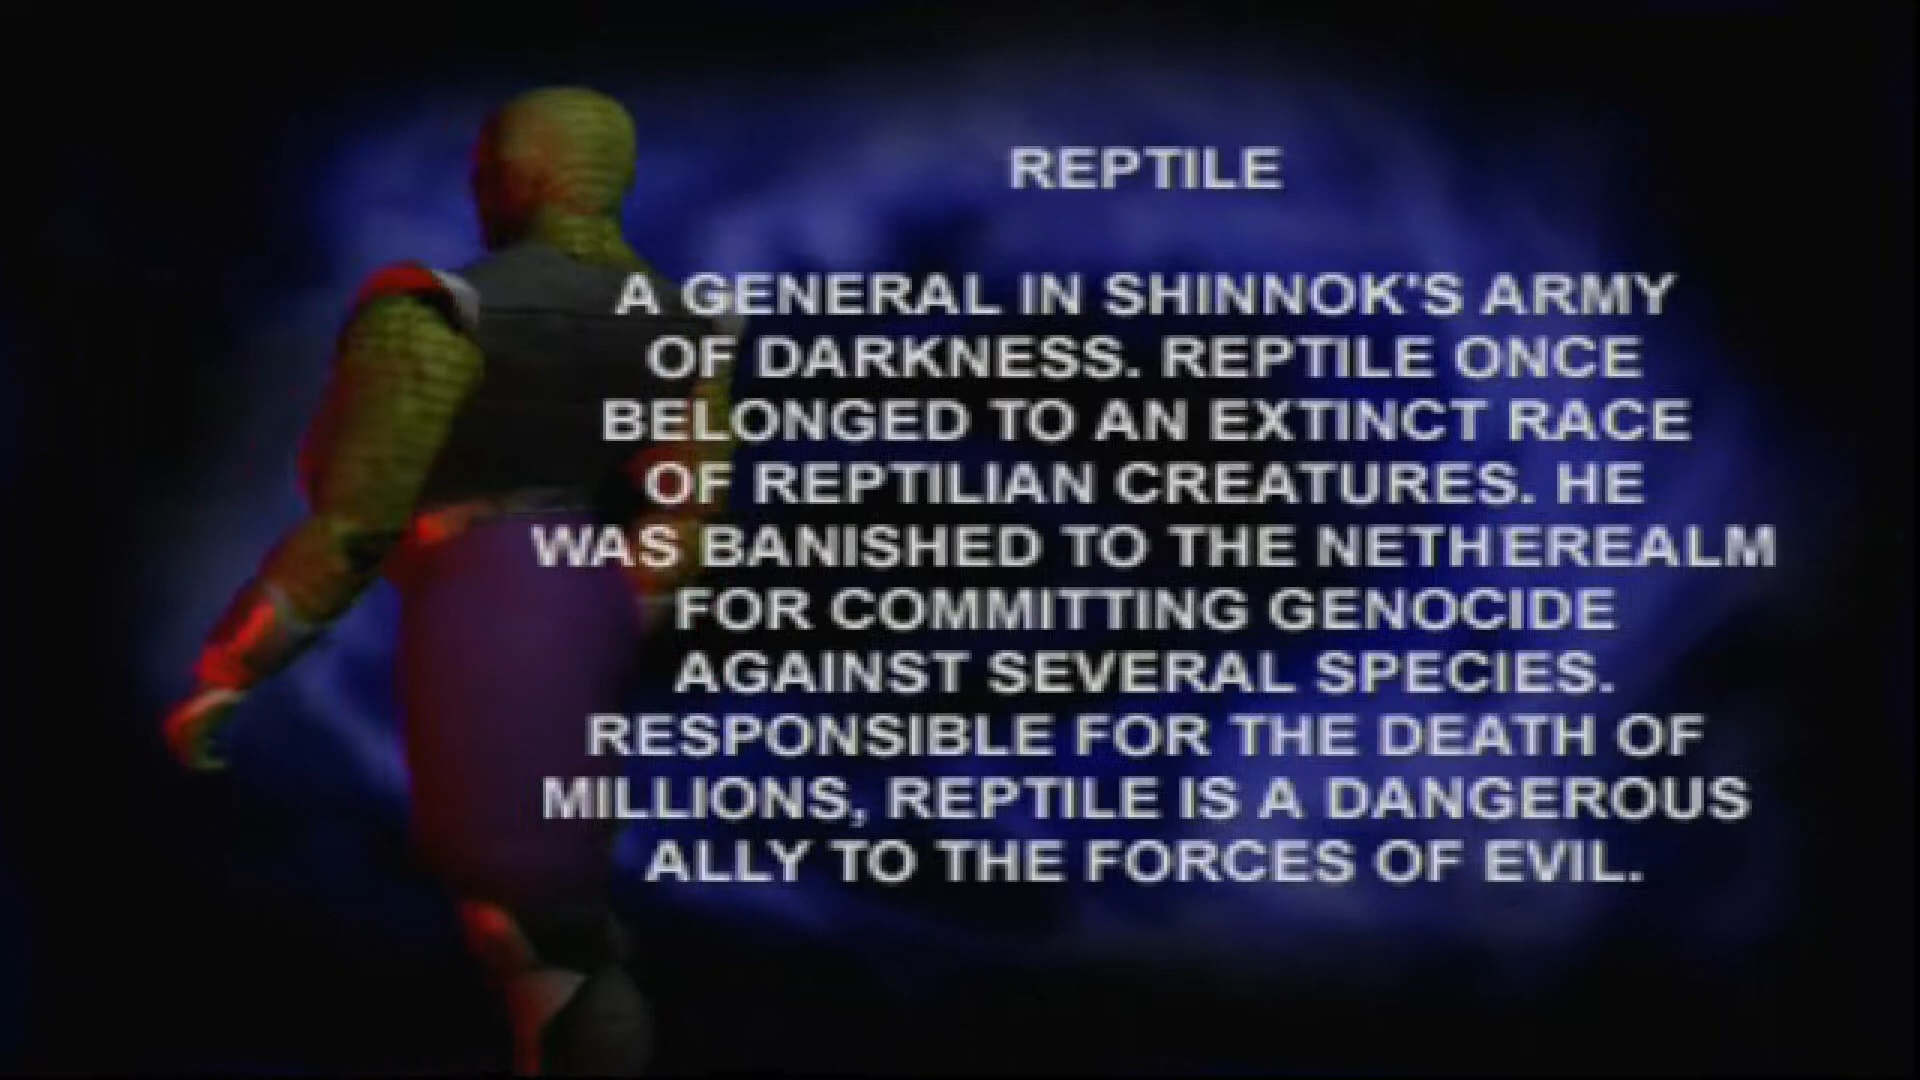 REPTILE
A GENERAL IN SHINNOK'S ARMY
OF DARKNESS. REPTILE ONCE
BELONGED TO AN EXTINCT RACE
OF REPTILIAN CREATURES. HE
WAS BANISHED TO THE NETHEREALM
FOR COMMITTING GENOCIDE
AGAINST SEVERAL SPECIES.
RESPONSIBLE FOR THE DEATH OF
MILLIONS, REPTILE IS A DANGEROUS
ALLY TO THE FORCES OF EVIL.